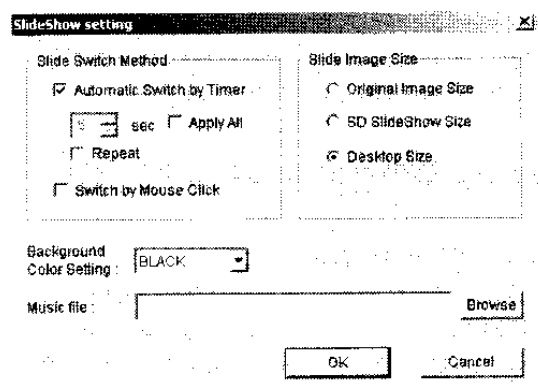 SlideShow setting
Slide Switch Method
Automatic Switch by Timer
5 sec Apply All
Repeat
Switch by Mouse Click
Slide Image Size
Original Image Size
SD SlideShow Size
Desktop Size
Background
Color Setting :
BLACK
Music file :
Browse
OK
Cancel